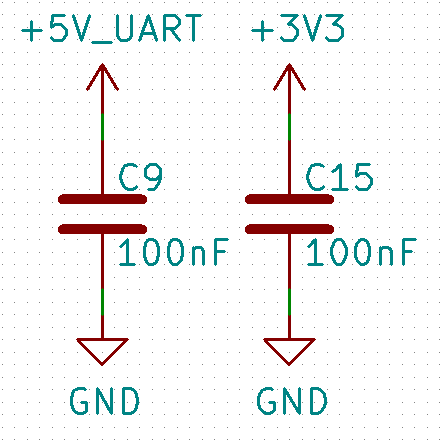 +5V_UART +3V3
C9 C15
100nF 100nF
GND GND